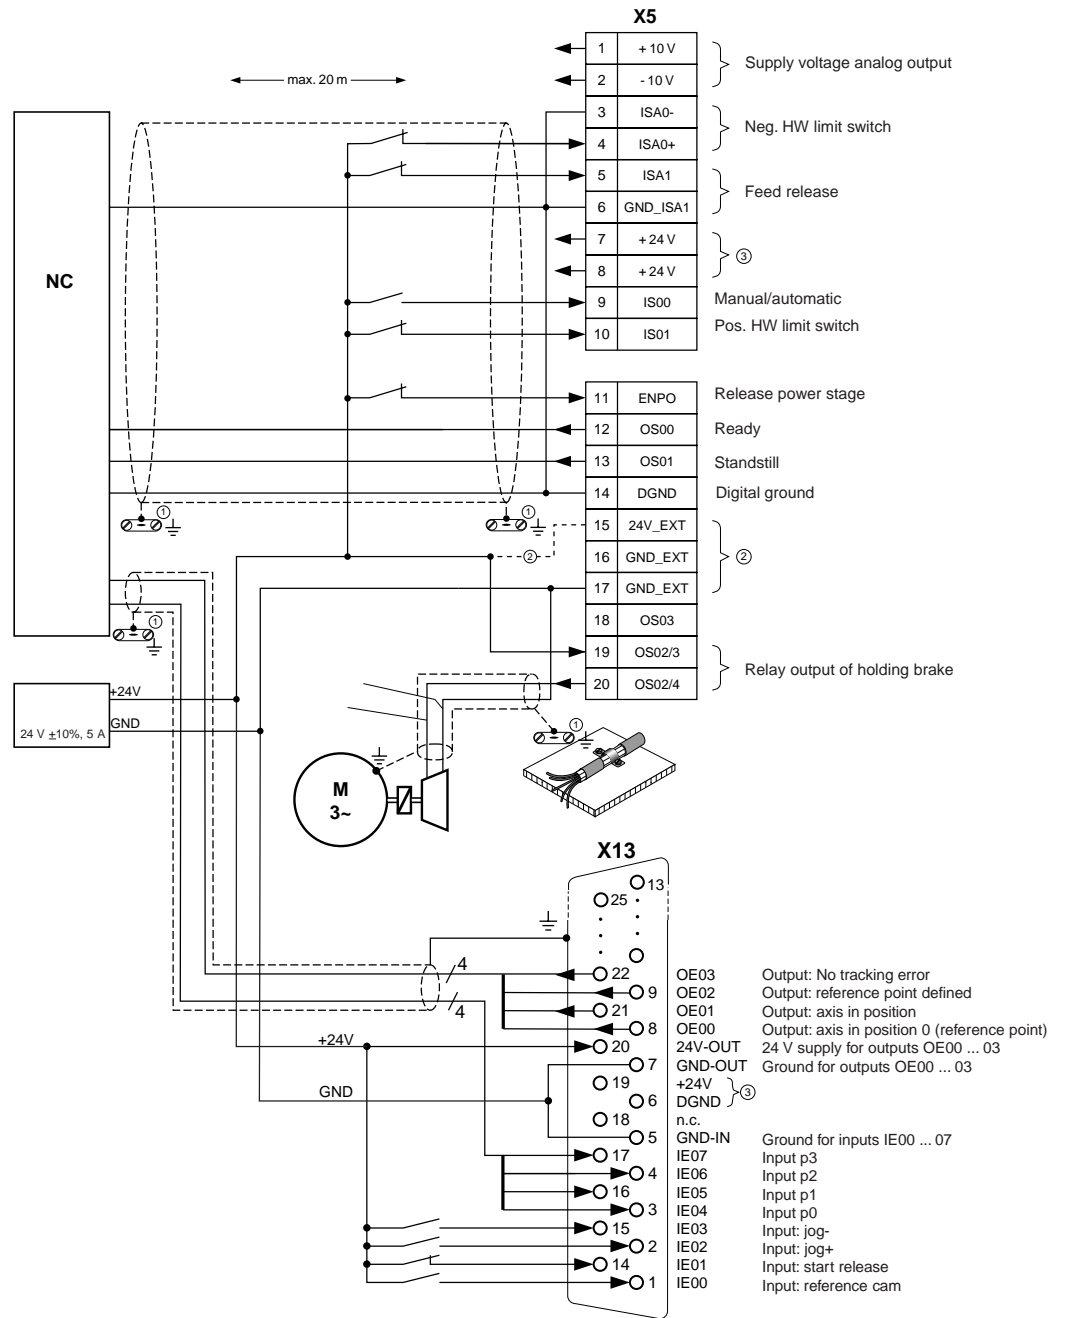 X5
1 +10 V
2 -10 V
Supply voltage analog output
max. 20 m
3 ISA0-
4 ISA0+
Neg. HW limit switch
5 ISA1
6 GND_ISA1
Feed release
7 +24 V
8 +24 V
③
NC
9 IS00 Manual/automatic
10 IS01 Pos. HW limit switch
11 ENPO Release power stage
12 OS00 Ready
13 OS01 Standstill
14 DGND Digital ground
① ①
15 24V_EXT
16 GND_EXT
17 GND_EXT
② ②
18 OS03
①
19 OS02/3
20 OS02/4
Relay output of holding brake
+24V
GND
24 V ±10%, 5 A
①
M
3~
X13
13
25
4
4
22 OE03 Output: No tracking error
9 OE02 Output: reference point defined
21 OE01 Output: axis in position
8 OE00 Output: axis in position 0 (reference point)
+24V
20 24V-OUT 24 V supply for outputs OE00 ... 03
7 GND-OUT Ground for outputs OE00 ... 03
19 +24V
GND
6 DGND
③
18 n.c.
5 GND-IN Ground for inputs IE00 ... 07
17 IE07 Input p3
4 IE06 Input p2
16 IE05 Input p1
3 IE04 Input p0
15 IE03 Input: jog-
2 IE02 Input: jog+
14 IE01 Input: start release
1 IE00 Input: reference cam